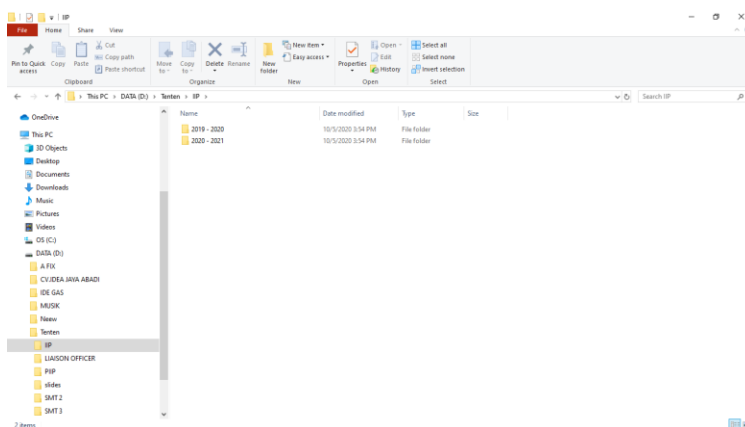 IIP
File Home Share View
Pin to Quick access
Copy
Paste
Cut
Copy path
Paste shortcut
Clipboard
Move to
Copy to
Delete
Rename
Organize
New folder
New item
Easy access
New
Properties
Open
Edit
History
Open
Select all
Select none
Invert selection
Select
This PC > DATA (D:) > Tenten > IIP >
Search IIP
Name Date modified Type Size
2019 - 2020 10/5/2020 3:54 PM File folder
2020 - 2021 10/5/2020 3:54 PM File folder
OneDrive
This PC
3D Objects
Desktop
Documents
Downloads
Music
Pictures
Videos
OS (C:)
DATA (D:)
A FIX
CV.IDEA JAYA ABADI
IDE GAS
MUSIK
Neew
Tenten
IIP
LIAISON OFFICER
PIIP
slides
SMT 2
SMT 3
2 items